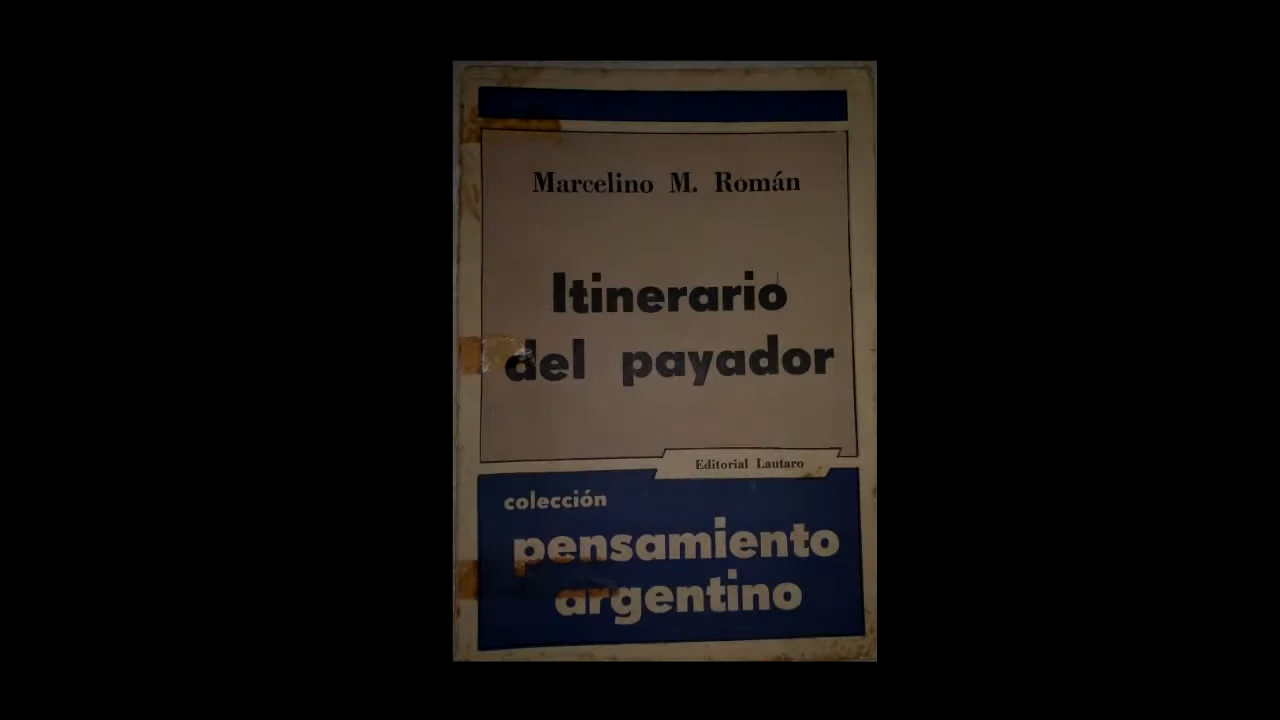 Marcelino M. Román
Itinerario
del payador
Editorial Lautaro
colección
pensamiento
argentino